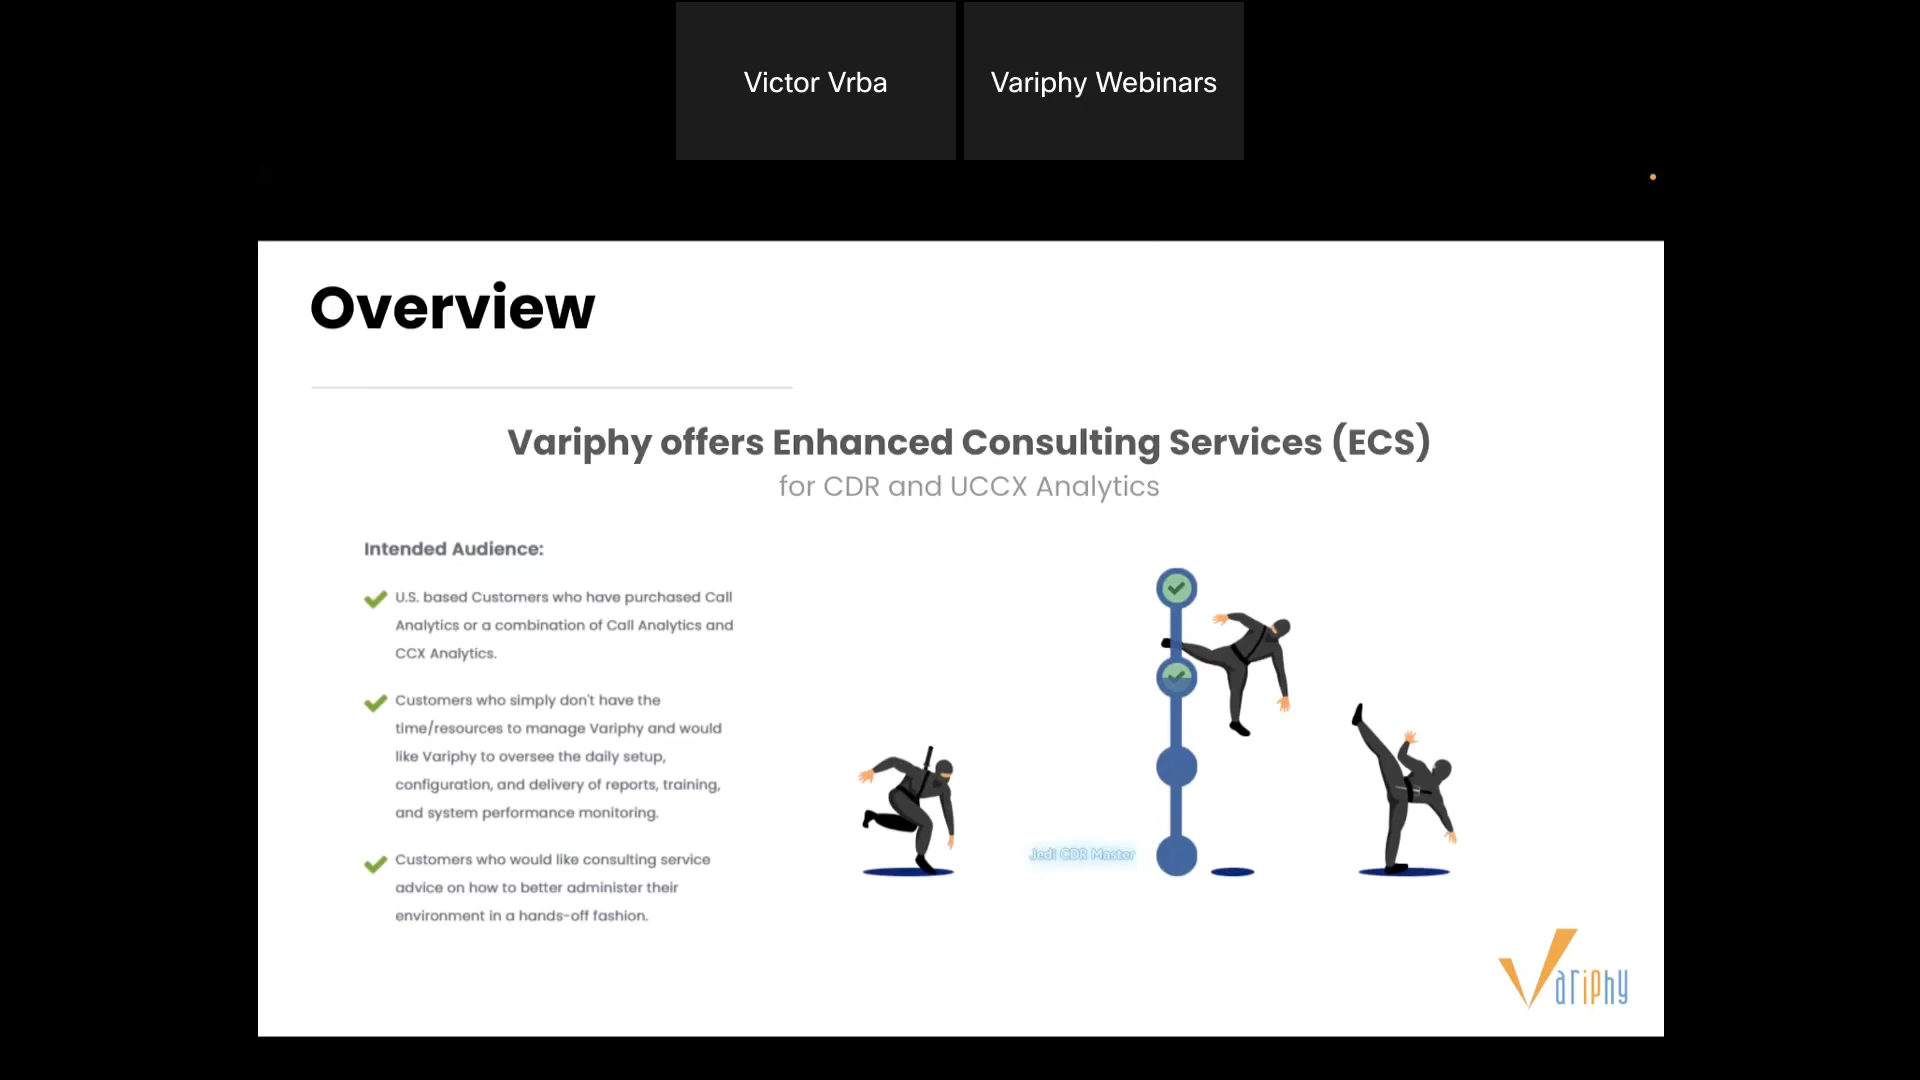 Victor Vrba
Variphy Webinars
Overview
Variphy offers Enhanced Consulting Services (ECS)
for CDR and UCCX Analytics
Intended Audience:
U.S. based Customers who have purchased Call
Analytics or a combination of Call Analytics and
CCX Analytics.
Customers who simply don't have the
time/resources to manage Variphy and would
like Variphy to oversee the daily setup,
configuration, and delivery of reports, training,
and system performance monitoring.
Customers who would like consulting service
advice on how to better administer their
environment in a hands-off fashion.
Jedi CDR Master
Variphy